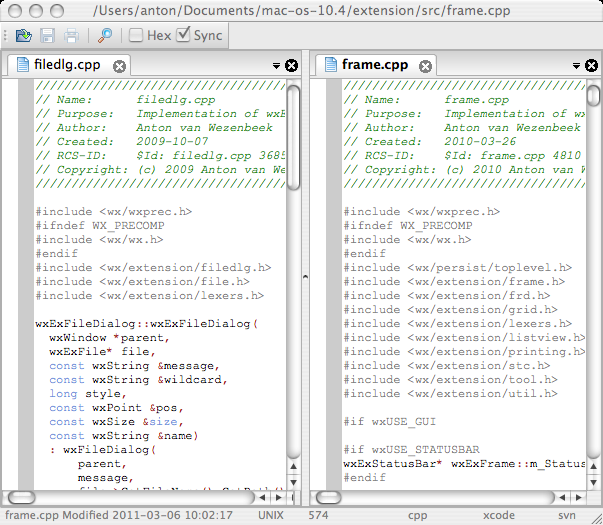 /Users/anton/Documents/mac-os-10.4/extension/src/frame.cpp
Hex Sync
filedlg.cpp
////////////////////////////////////
// Name: filedlg.cpp
// Purpose: Implementation of wxE
// Author: Anton van Wezenbeek
// Created: 2009-10-07
// RCS-ID: $Id: filedlg.cpp 3685
// Copyright: (c) 2009 Anton van We
////////////////////////////////////
#include <wx/wxprec.h>
#ifndef WX_PRECOMP
#include <wx/wx.h>
#endif
#include <wx/extension/filedlg.h>
#include <wx/extension/file.h>
#include <wx/extension/lexers.h>
wxExFileDialog::wxExFileDialog(
wxWindow *parent,
wxExFile* file,
const wxString &message,
const wxString &wildcard,
long style,
const wxPoint &pos,
const wxSize &size,
const wxString &name)
: wxFileDialog(
parent,
message,
frame.cpp
///////////////////////////////////
// Name: frame.cpp
// Purpose: Implementation of wx
// Author: Anton van Wezenbeek
// Created: 2010-03-26
// RCS-ID: $Id: frame.cpp 4810
// Copyright: (c) 2010 Anton van
///////////////////////////////////
#include <wx/wxprec.h>
#ifndef WX_PRECOMP
#include <wx/wx.h>
#endif
#include <wx/persist/toplevel.h>
#include <wx/extension/frame.h>
#include <wx/extension/frd.h>
#include <wx/extension/grid.h>
#include <wx/extension/lexers.h>
#include <wx/extension/listview.h>
#include <wx/extension/printing.h>
#include <wx/extension/stc.h>
#include <wx/extension/tool.h>
#include <wx/extension/util.h>
#if wxUSE_GUI
#if wxUSE_STATUSBAR
wxExStatusBar* wxExFrame::m_Status
#endif
frame.cpp Modified 2011-03-06 10:02:17 UNIX 574 cpp xcode svn